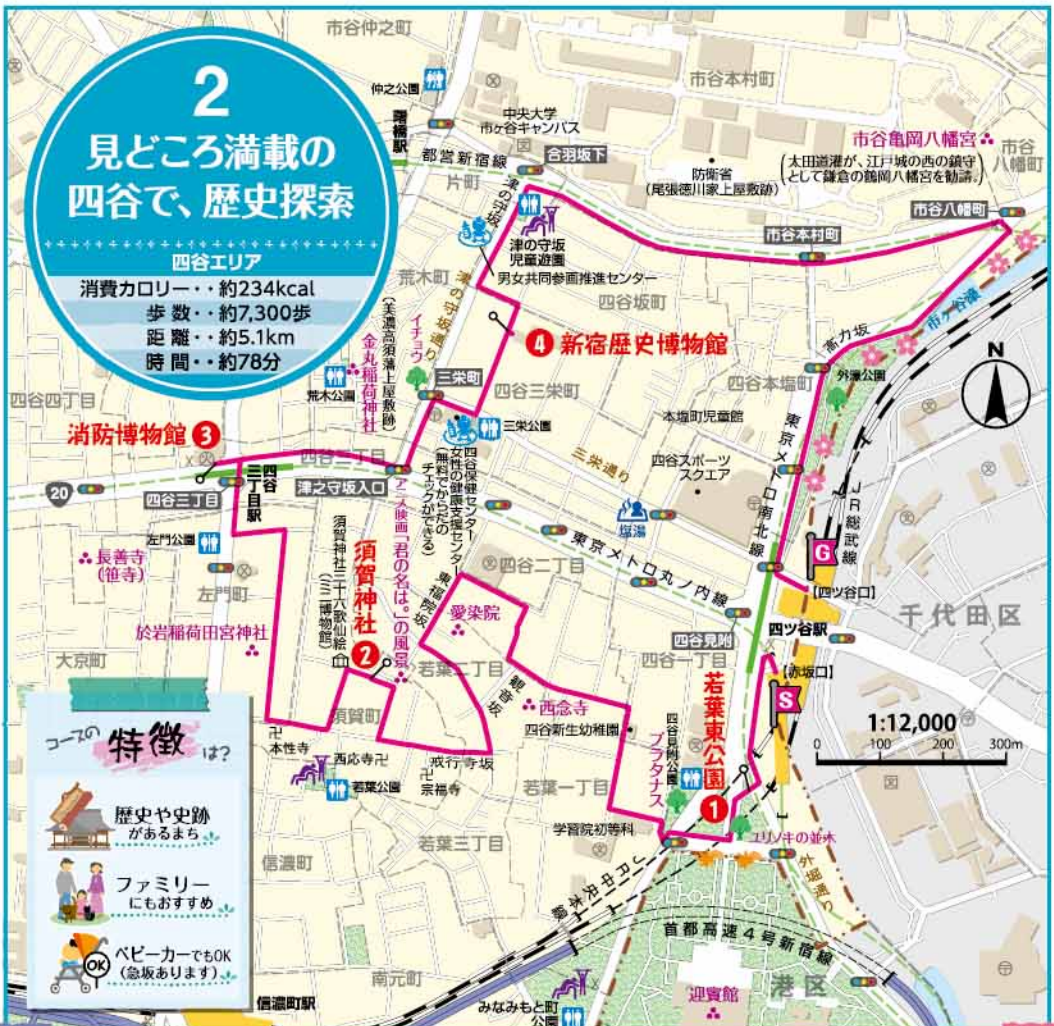 2
見どころ満載の
四谷で、歴史探索
四谷エリア
消費カロリー・・約234kcal
歩 数・・約7,300歩
距 離・・約5.1km
時 間・・約78分
市谷仲之町
仲之公園
曙橋駅
中央大学
市ヶ谷キャンパス
市谷本村町
都営新宿線
合羽坂下
片町
津の守坂
防衛省
(尾張徳川家上屋敷跡)
市谷亀岡八幡宮
(太田道灌が、江戸城の西の鎮守
として鎌倉の鶴岡八幡宮を勧請。)
市谷
八幡町
市谷八幡町
市谷本村町
津の守坂
児童遊園
男女共同参画推進センター
荒木町
津の守坂通り
四谷坂町
市ヶ谷濠
高力坂
外濠公園
N
❹ 新宿歴史博物館
イチョウ
(美濃高須藩上屋敷跡)
金丸稲荷神社
荒木公園
三栄町
四谷三栄町
四谷本塩町
本塩町児童館
四谷四丁目
消防博物館 ❸
三栄公園
三栄通り
四谷スポーツ
スクエア
東京メトロ南北線
JR総武線
20
四谷三丁目
四谷
三丁目駅
四谷三丁目
津之守坂入口
四谷保健センター
女性の健康支援センター
(無料でからだの
チェックができる)
塩湯
東京メトロ丸ノ内線
G
【四ツ谷口】
左門公園
長善寺
(笹寺)
左門町
須賀神社三十六歌仙絵
(ミニ博物館)
須賀神社
❷
アニメ映画「君の名は。」の風景
東福院坂
四谷二丁目
愛染院
四谷見附
四ツ谷駅
千代田区
於岩稲荷田宮神社
大京町
若葉二丁目
観音坂
四谷一丁目
【赤坂口】
S
須賀町
西念寺
四谷新生幼稚園
四谷見附公園
プラタナス
若葉東公園
❶
1:12,000
0 100 200 300m
コースの特徴は?
歴史や史跡
があるまち
ファミリー
にもおすすめ
OK
ベビーカーでもOK
(急坂あります)
本性寺
西応寺
戒行寺坂
宗福寺
若葉公園
若葉一丁目
若葉三丁目
学習院初等科
ユリノキの並木
外堀通り
信濃町
JR中央本線
首都高速4号新宿線
南元町
信濃町駅
みなみもと町
公園
迎賓館
港区